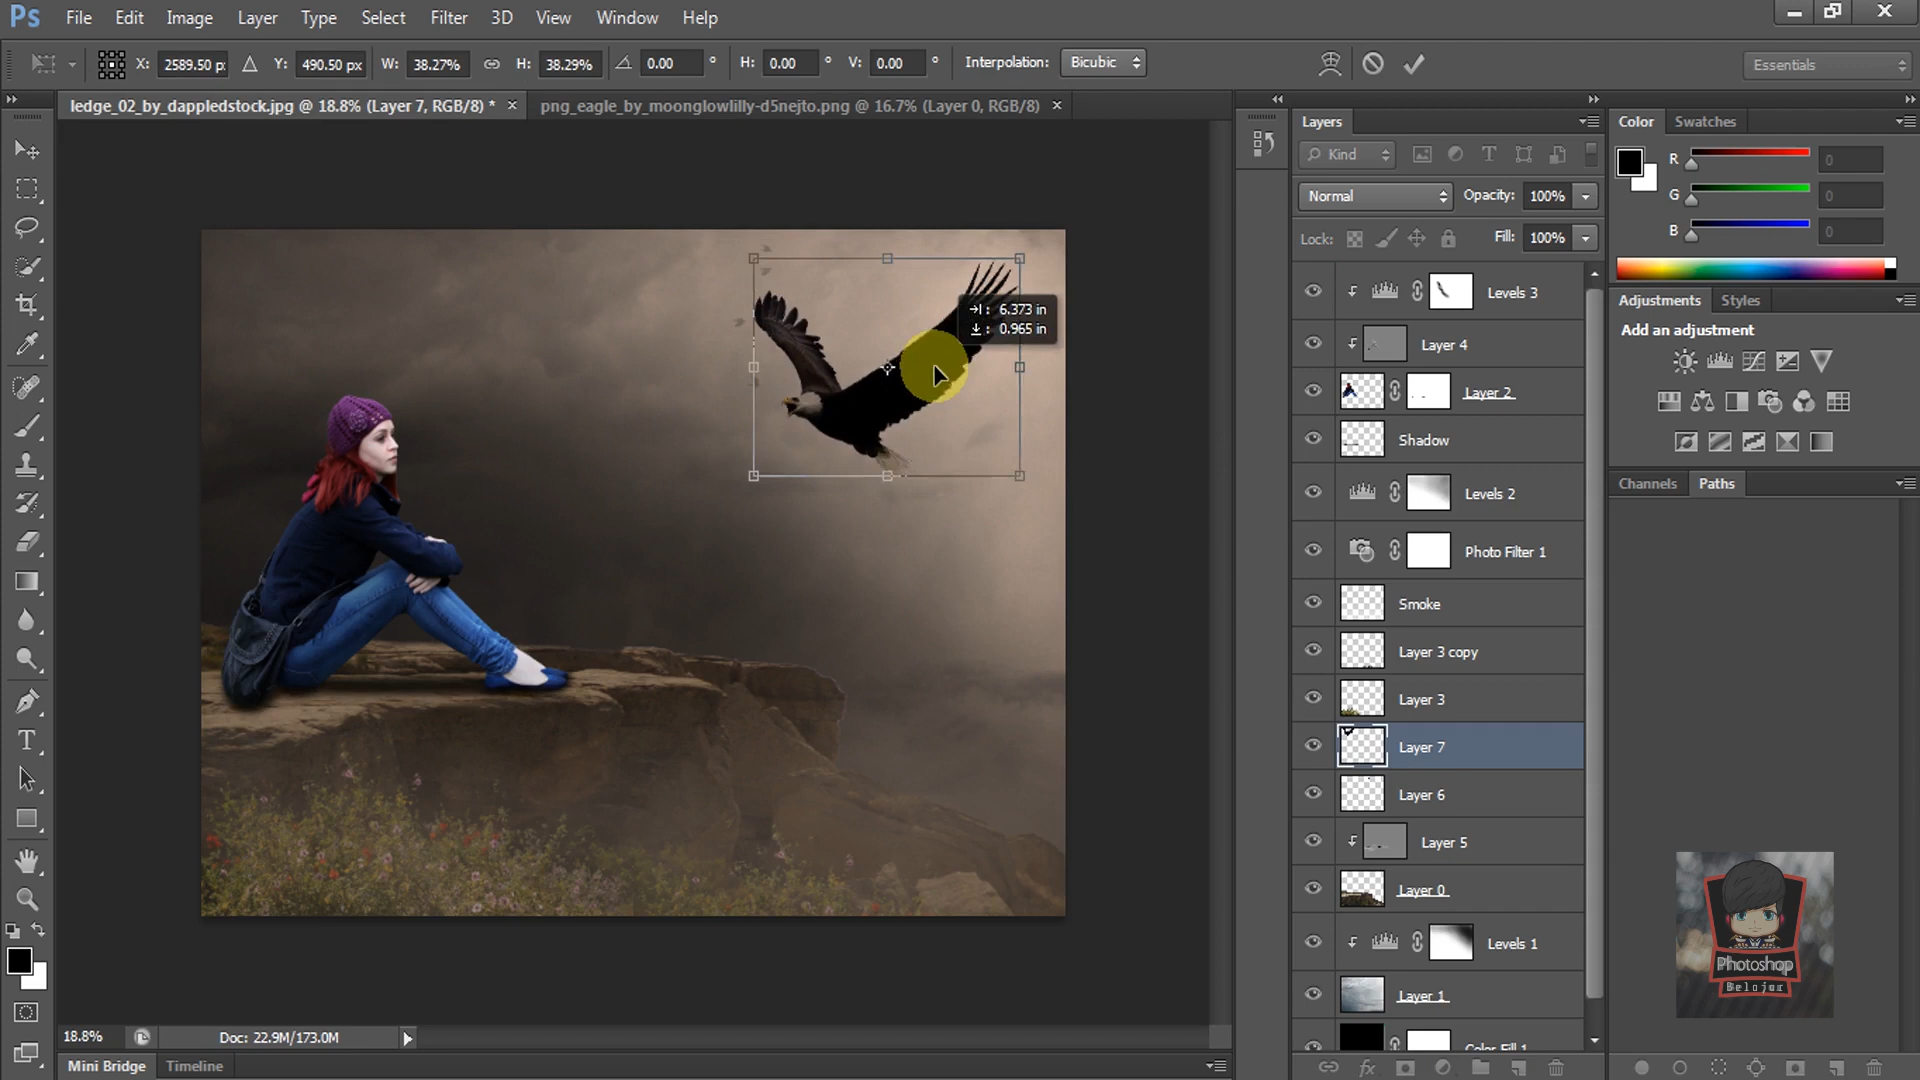 Ps File Edit Image Layer Type Select Filter 3D View Window Help
X: 2589.50 p Y: 490.50 px W: 38.27% H: 38.29% 0.00 ° H: 0.00 ° V: 0.00 ° Interpolation: Bicubic Essentials
ledge_02_by_dappledstock.jpg @ 18.8% (Layer 7, RGB/8) * × png_eagle_by_moonglowlilly-d5nejto.png @ 16.7% (Layer 0, RGB/8) ×
6.373 in
0.965 in
18.8% Doc: 22.9M/173.0M
Mini Bridge Timeline
Layers
Kind
Normal Opacity: 100%
Lock: Fill: 100%
Levels 3
Layer 4
Layer 2
Shadow
Levels 2
Photo Filter 1
Smoke
Layer 3 copy
Layer 3
Layer 7
Layer 6
Layer 5
Layer 0
Levels 1
Layer 1
Color Fill 1
fx
Color Swatches
R 0
G 0
B 0
Adjustments Styles
Add an adjustment
Channels Paths
Photoshop
Belajar